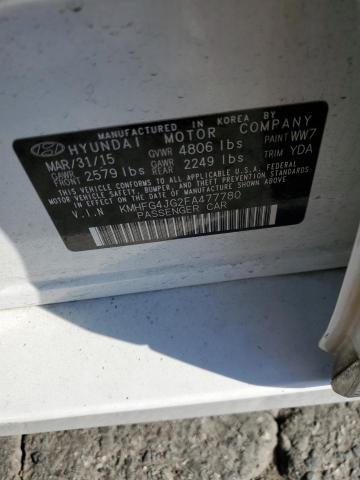 MANUFACTURED IN KOREA BY
HYUNDAI MOTOR COMPANY
MAR/31/15 GVWR 4806 lbs PAINT WW7
GAWR FRONT 2579 lbs GAWR REAR 2249 lbs TRIM YDA
THIS VEHICLE CONFORMS TO ALL APPLICABLE U.S.A. FEDERAL
MOTOR VEHICLE SAFETY, BUMPER, AND THEFT PREVENTION STANDARDS
IN EFFECT ON THE DATE OF MANUFACTURE SHOWN ABOVE.
V.I.N KMHFG4JG2FA477780
PASSENGER CAR